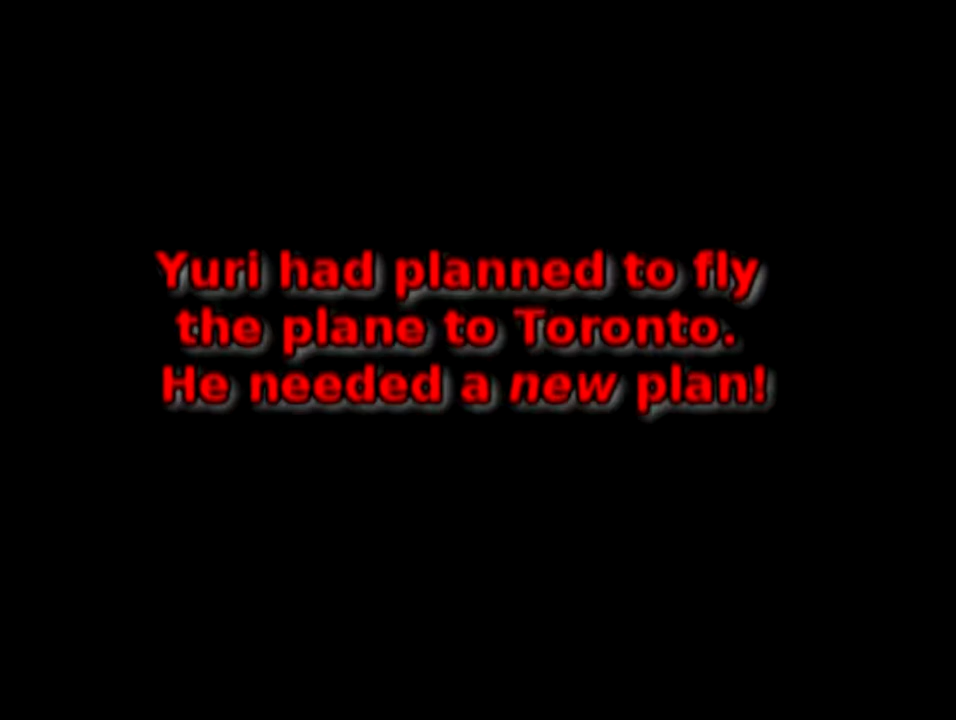 Yuri had planned to fly
the plane to Toronto.
He needed a new plan!